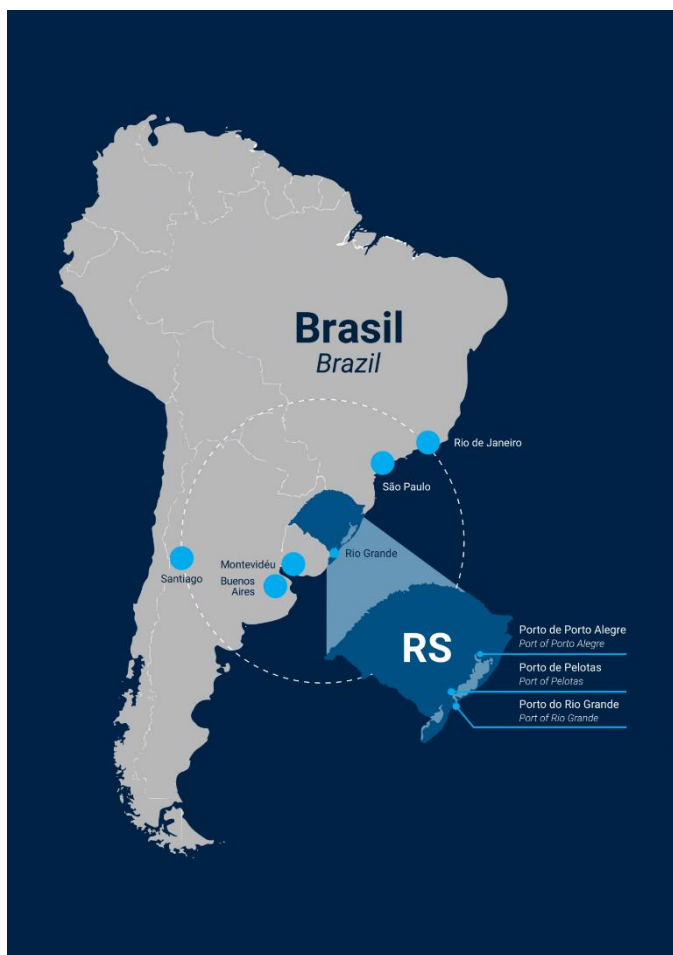 Brasil
Brazil
Rio de Janeiro
São Paulo
Rio Grande
Montevidéu
Santiago
Buenos
Aires
RS
Porto de Porto Alegre
Port of Porto Alegre
Porto de Pelotas
Port of Pelotas
Porto do Rio Grande
Port of Rio Grande